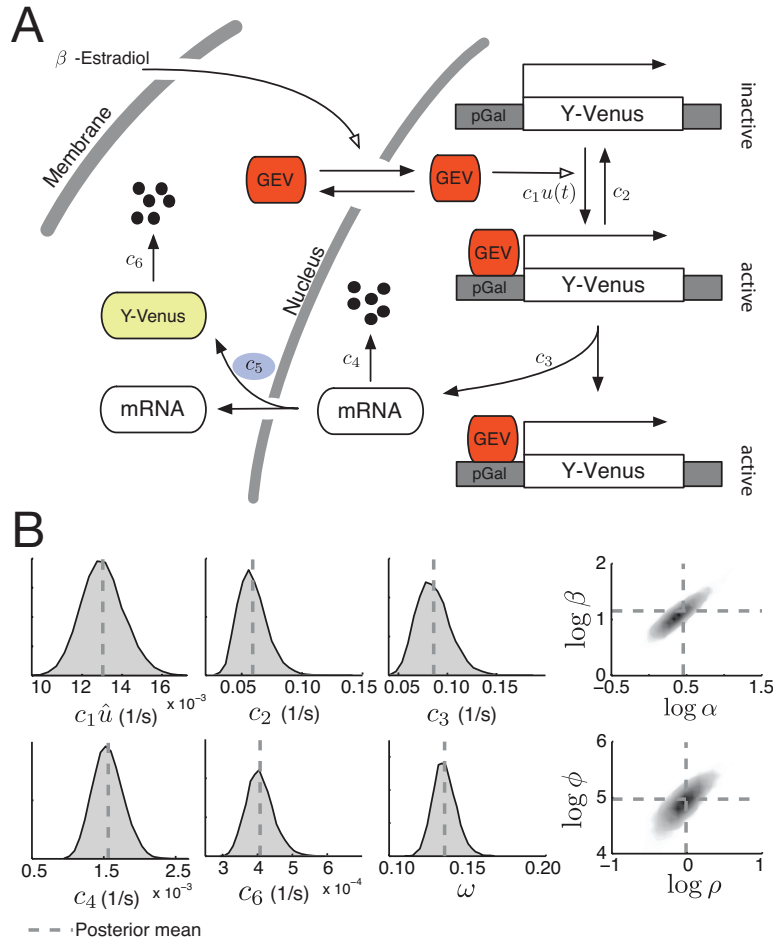 A
β -Estradiol
Membrane
Nucleus
GEV
GEV
c₁u(t)
c₂
pGal
Y-Venus
inactive
GEV
pGal
Y-Venus
active
c₆
Y-Venus
c₅
c₄
c₃
mRNA
mRNA
GEV
pGal
Y-Venus
active
B
10 12 14 16
x 10⁻³
c₁û (1/s)
0.05 0.10 0.15
c₂ (1/s)
0.05 0.10 0.15
c₃ (1/s)
2
1
0
log β
-0.5 0.5 1.5
log α
0.5 1.5 2.5
c₄ (1/s) x 10⁻³
3 4 5 6
c₆ (1/s) x 10⁻⁴
0.10 0.15 0.20
ω
6
5
4
log ϕ
-1 0 1
log ρ
Posterior mean